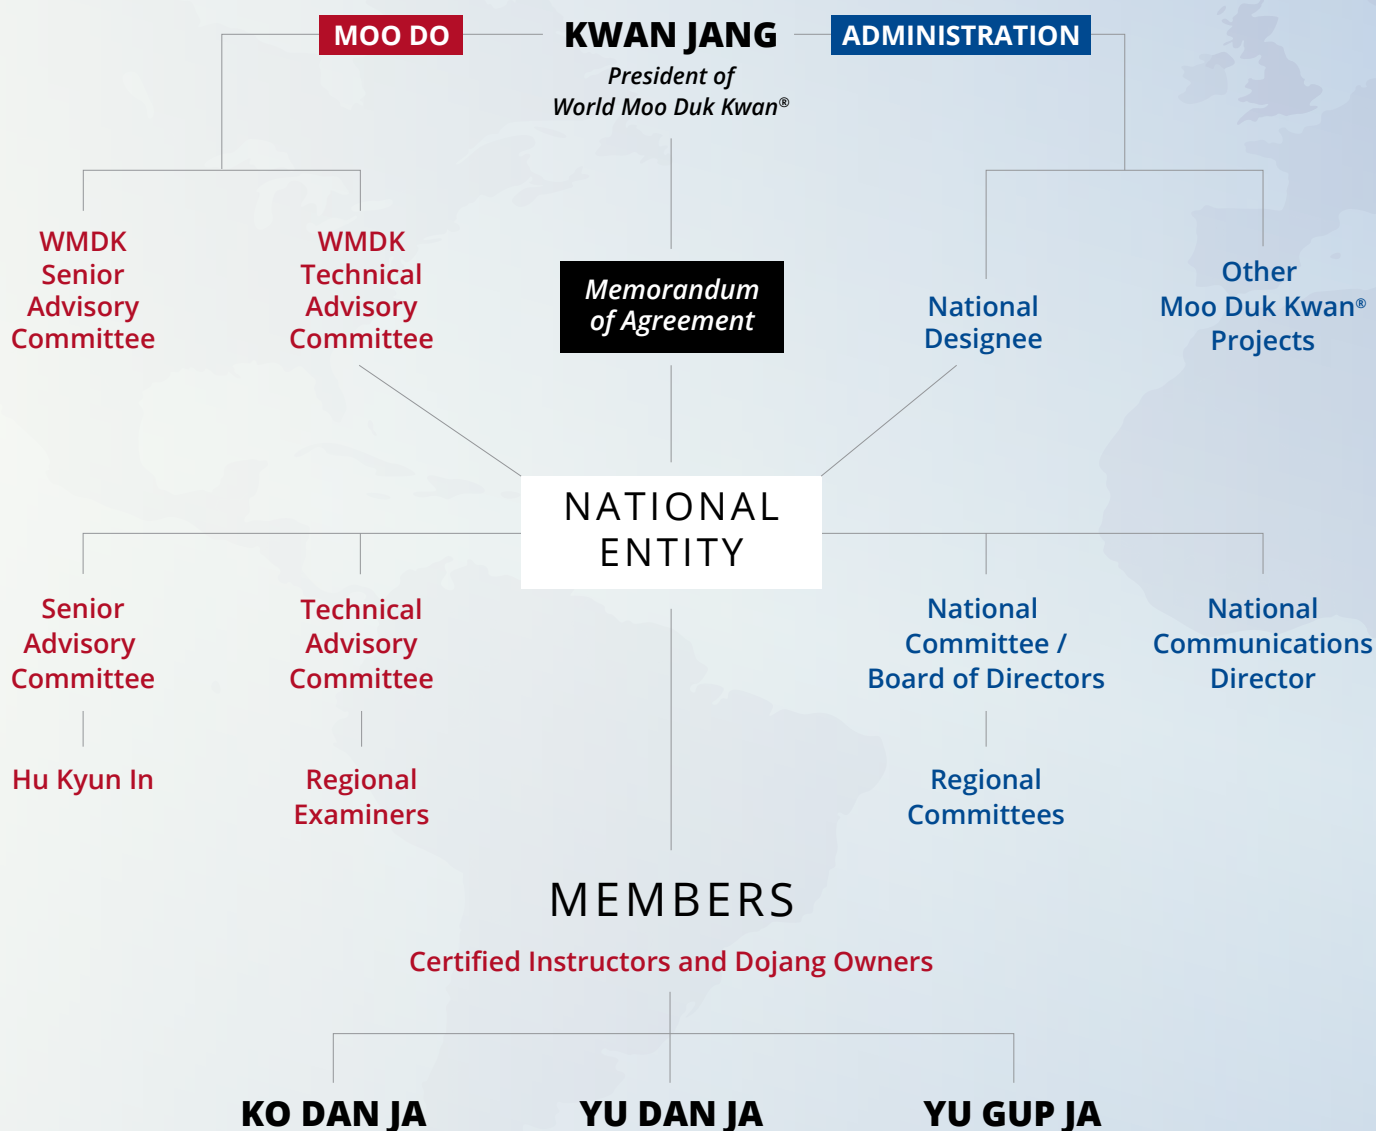 MOO DO
KWAN JANG
ADMINISTRATION
President of
World Moo Duk Kwan®
WMDK
Senior
Advisory
Committee
WMDK
Technical
Advisory
Committee
Memorandum
of Agreement
National
Designee
Other
Moo Duk Kwan®
Projects
NATIONAL
ENTITY
Senior
Advisory
Committee
Technical
Advisory
Committee
National
Committee /
Board of Directors
National
Communications
Director
Hu Kyun In
Regional
Examiners
Regional
Committees
MEMBERS
Certified Instructors and Dojang Owners
KO DAN JA
YU DAN JA
YU GUP JA